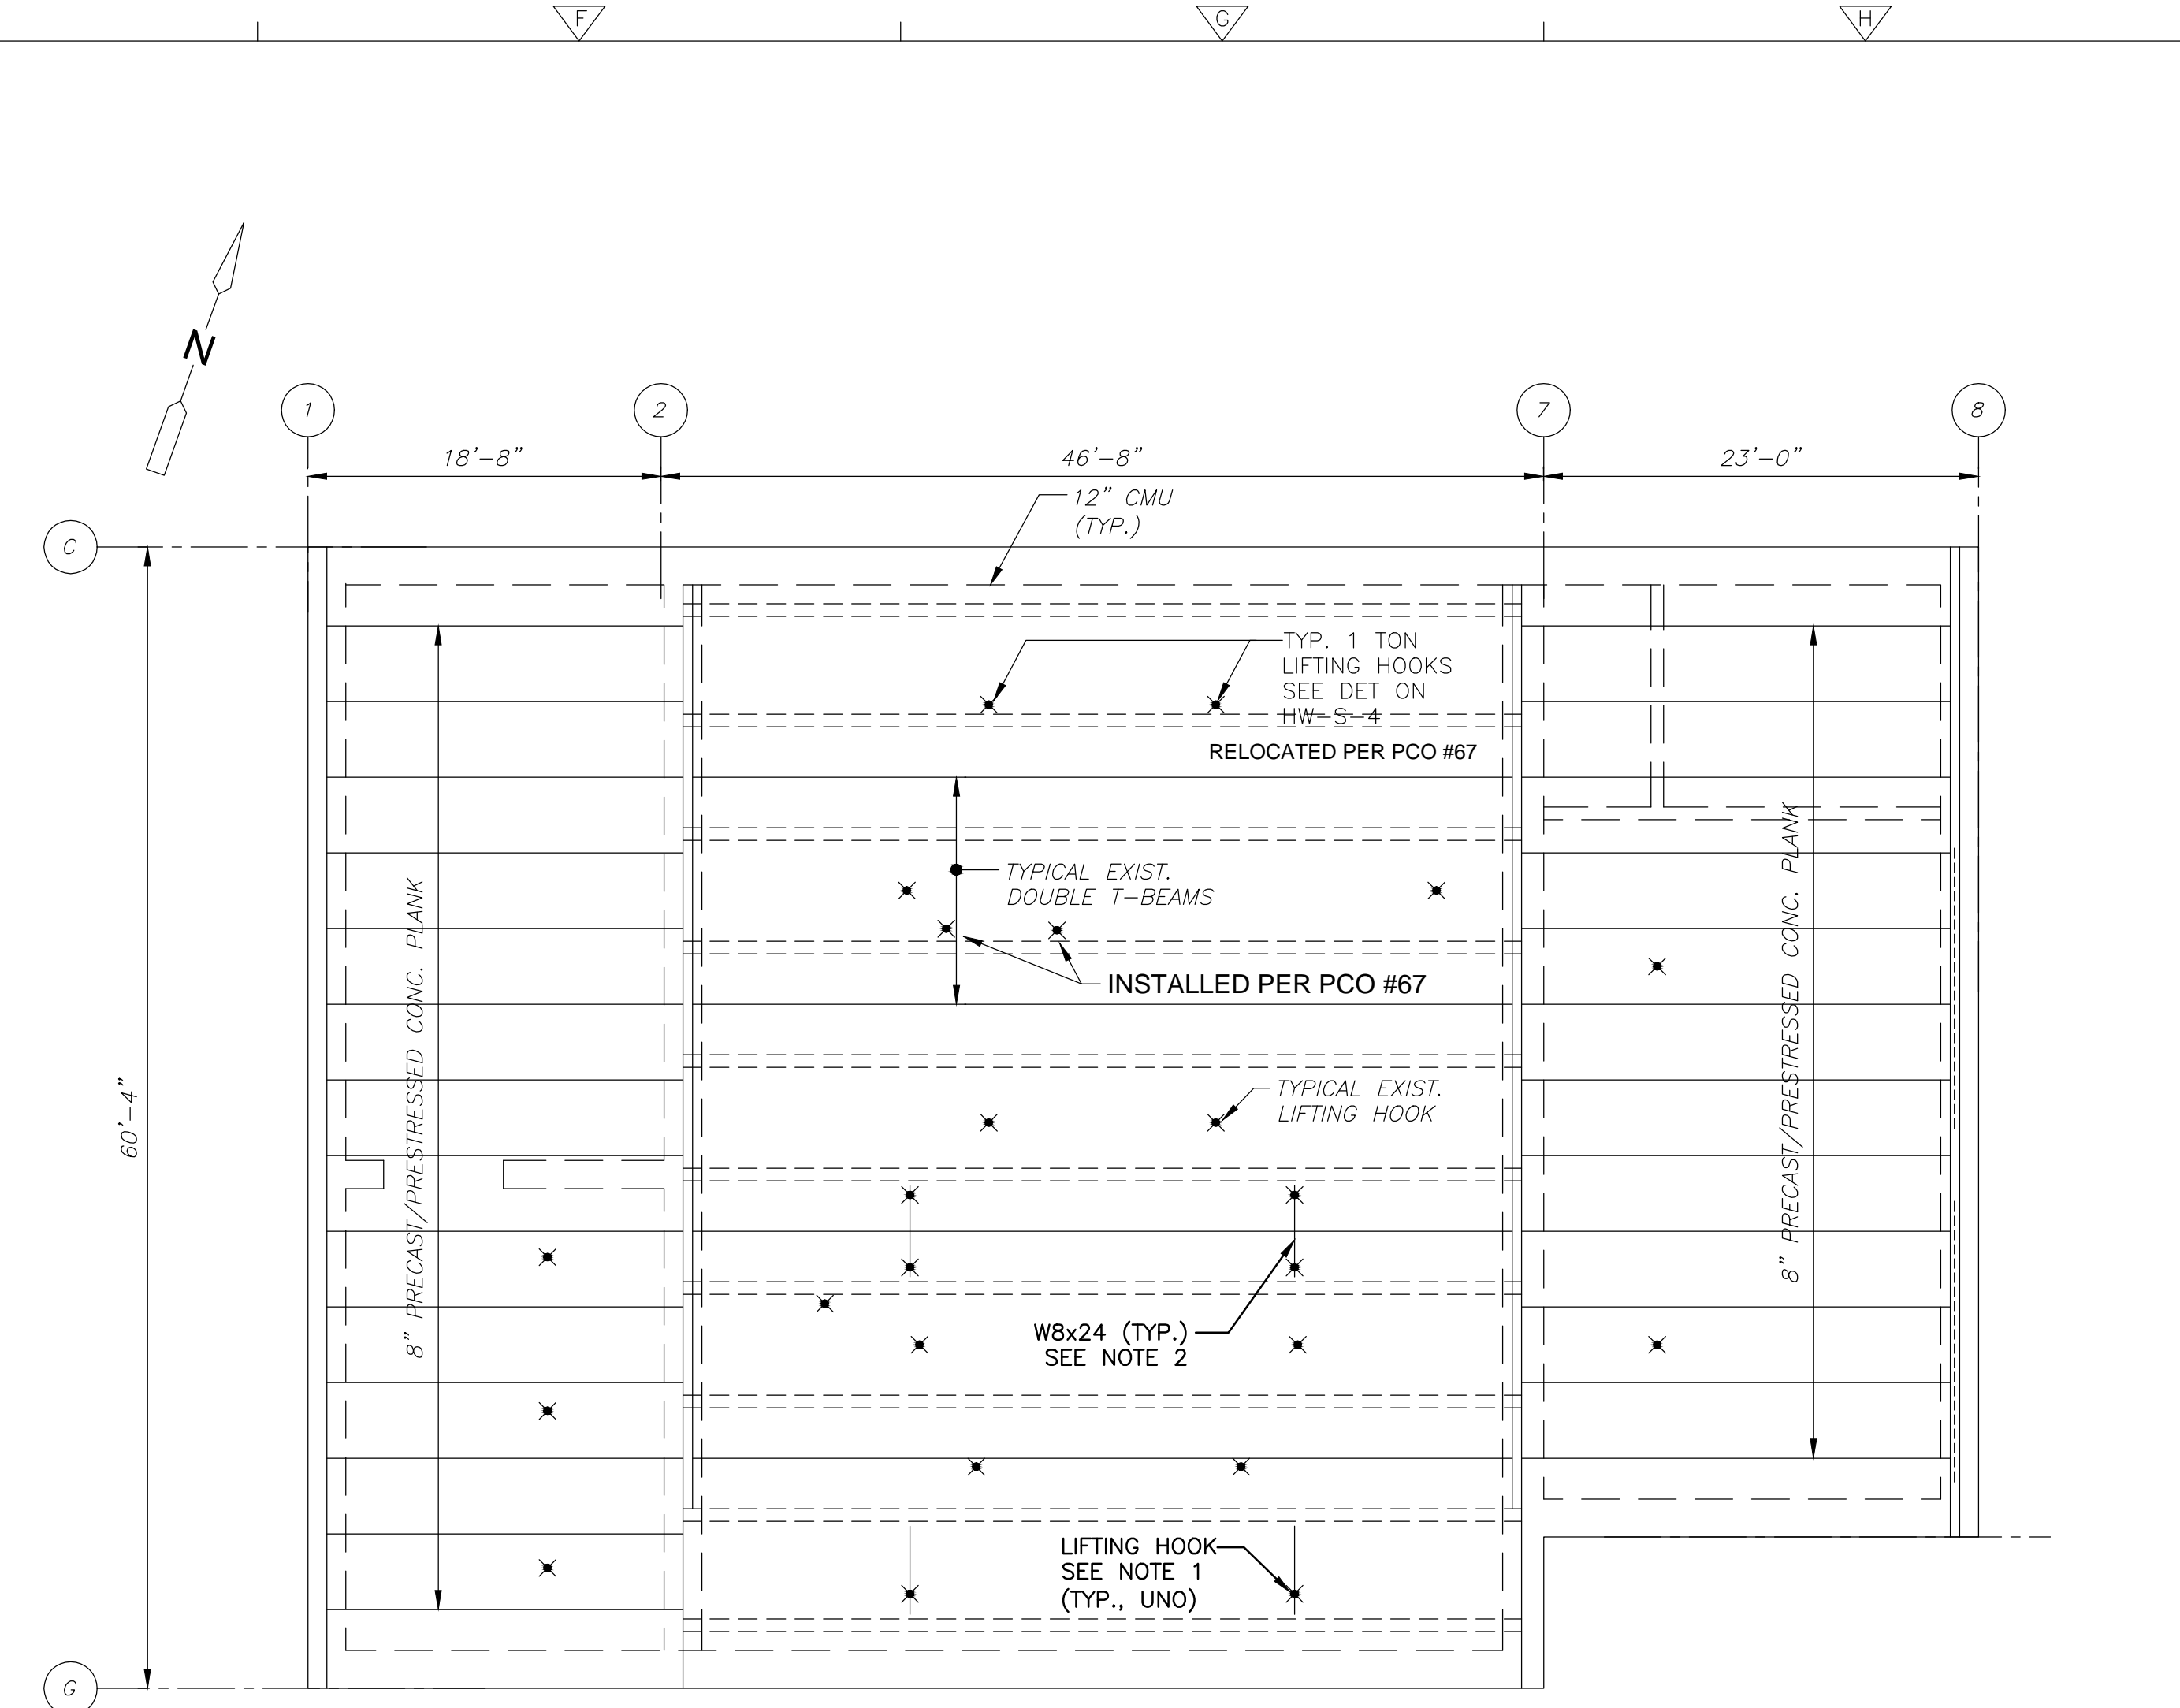 F
G
H
N
1
2
7
8
18'-8"
46'-8"
23'-0"
12" CMU
(TYP.)
C
TYP. 1 TON
LIFTING HOOKS
SEE DET ON
HW-S-4
RELOCATED PER PCO #67
TYPICAL EXIST.
DOUBLE T-BEAMS
INSTALLED PER PCO #67
8" PRECAST/PRESTRESSED CONC. PLANK
8" PRECAST/PRESTRESSED CONC. PLANK
60'-4"
TYPICAL EXIST.
LIFTING HOOK
W8x24 (TYP.)
SEE NOTE 2
LIFTING HOOK
SEE NOTE 1
(TYP., UNO)
G